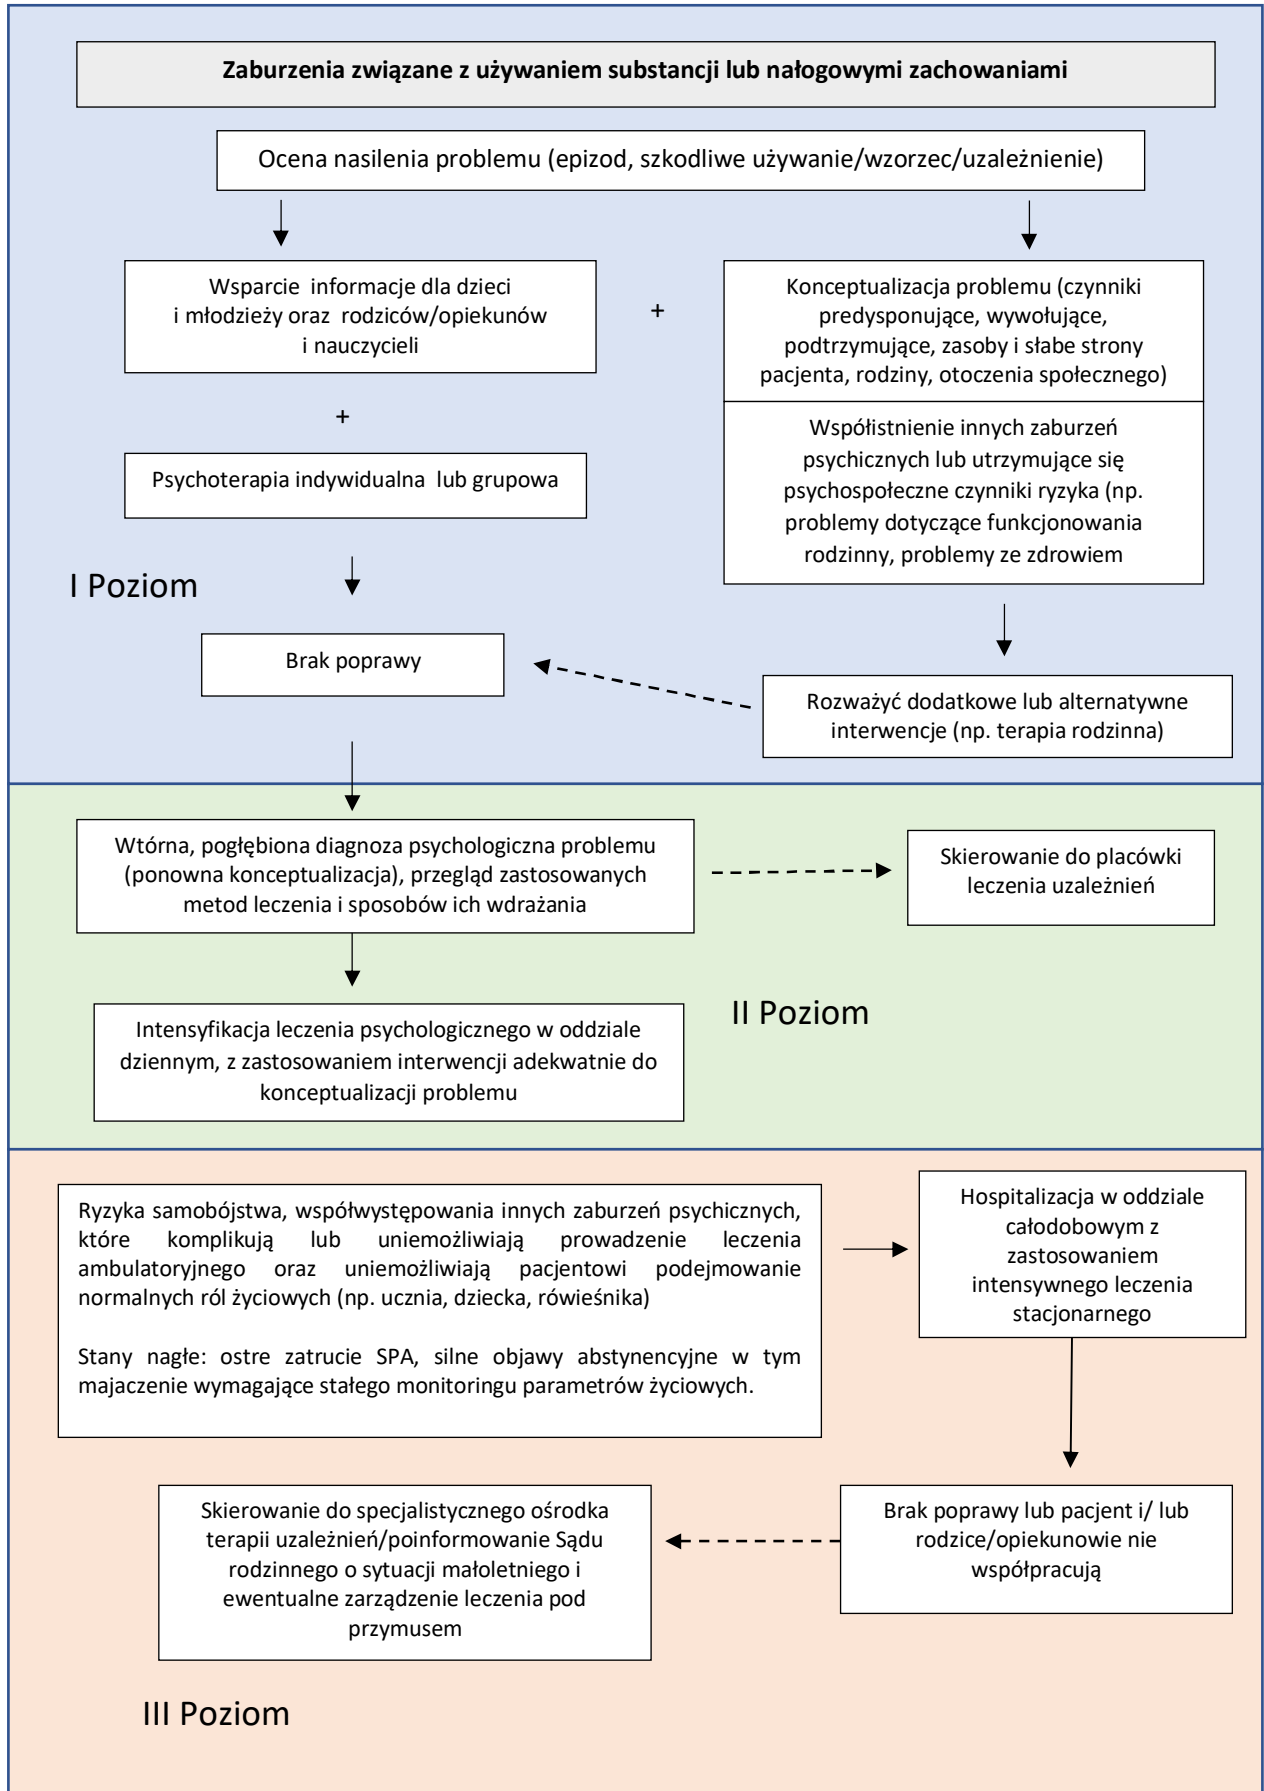 Zaburzenia związane z używaniem substancji lub nałogowymi zachowaniami
Ocena nasilenia problemu (epizod, szkodliwe używanie/wzorzec/uzależnienie)
Wsparcie  informacje dla dzieci
i młodzieży oraz  rodziców/opiekunów
i nauczycieli
+
Konceptualizacja problemu (czynniki
predysponujące, wywołujące,
podtrzymujące, zasoby i słabe strony
pacjenta, rodziny, otoczenia społecznego)
+
Psychoterapia indywidualna  lub grupowa
Współistnienie innych zaburzeń
psychicznych lub utrzymujące się
psychospołeczne czynniki ryzyka (np.
problemy dotyczące funkcjonowania
rodzinny, problemy ze zdrowiem
I Poziom
Brak poprawy
Rozważyć dodatkowe lub alternatywne
interwencje (np. terapia rodzinna)
Wtórna, pogłębiona diagnoza psychologiczna problemu
(ponowna konceptualizacja), przegląd zastosowanych
metod leczenia i sposobów ich wdrażania
Skierowanie do placówki
leczenia uzależnień
II Poziom
Intensyfikacja leczenia psychologicznego w oddziale
dziennym, z zastosowaniem interwencji adekwatnie do
konceptualizacji problemu
Ryzyka samobójstwa, współwystępowania innych zaburzeń psychicznych,
które komplikują lub uniemożliwiają prowadzenie leczenia
ambulatoryjnego oraz uniemożliwiają pacjentowi podejmowanie
normalnych ról życiowych (np. ucznia, dziecka, rówieśnika)
Stany nagłe: ostre zatrucie SPA, silne objawy abstynencyjne w tym
majaczenie wymagające stałego monitoringu parametrów życiowych.
Hospitalizacja w oddziale
całodobowym z
zastosowaniem
intensywnego leczenia
stacjonarnego
Skierowanie do specjalistycznego ośrodka
terapii uzależnień/poinformowanie Sądu
rodzinnego o sytuacji małoletniego i
ewentualne zarządzenie leczenia pod
przymusem
Brak poprawy lub pacjent i/ lub
rodzice/opiekunowie nie
współpracują
III Poziom